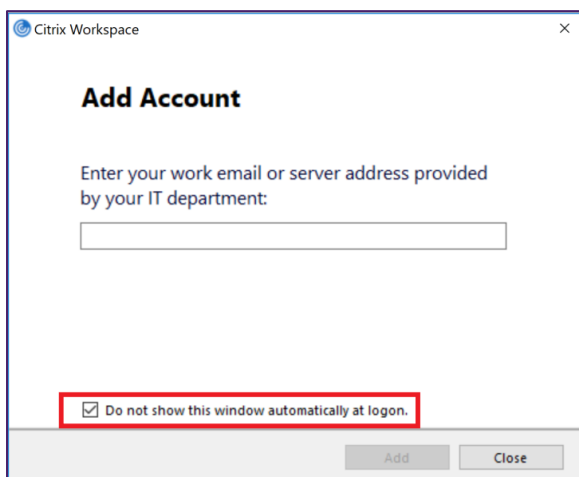 Citrix Workspace
Add Account
Enter your work email or server address provided
by your IT department:
Do not show this window automatically at logon.
Add
Close